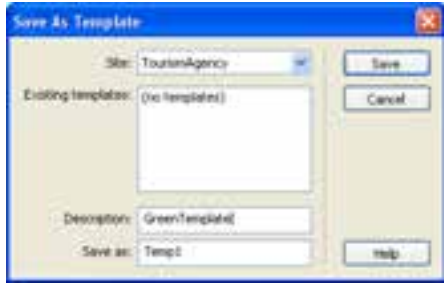 Save As Template
Site: TourismAgency
Save
Existing templates: (no templates)
Cancel
Description: GreenTemplate
Save as: Temp1
Help